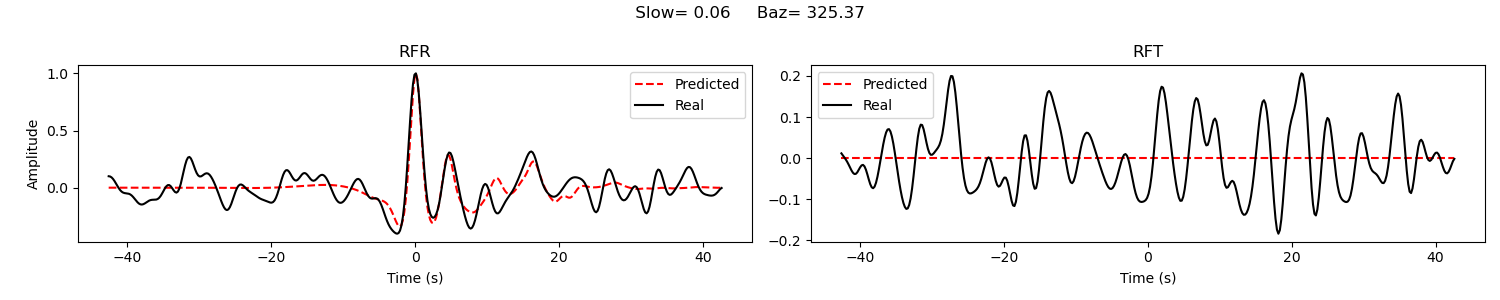 Slow= 0.06     Baz= 325.37
RFR
RFT
Amplitude
1.0
0.5
0.0
Predicted
Real
−40
−20
0
20
40
Time (s)
0.2
0.1
0.0
−0.1
−0.2
Predicted
Real
−40
−20
0
20
40
Time (s)